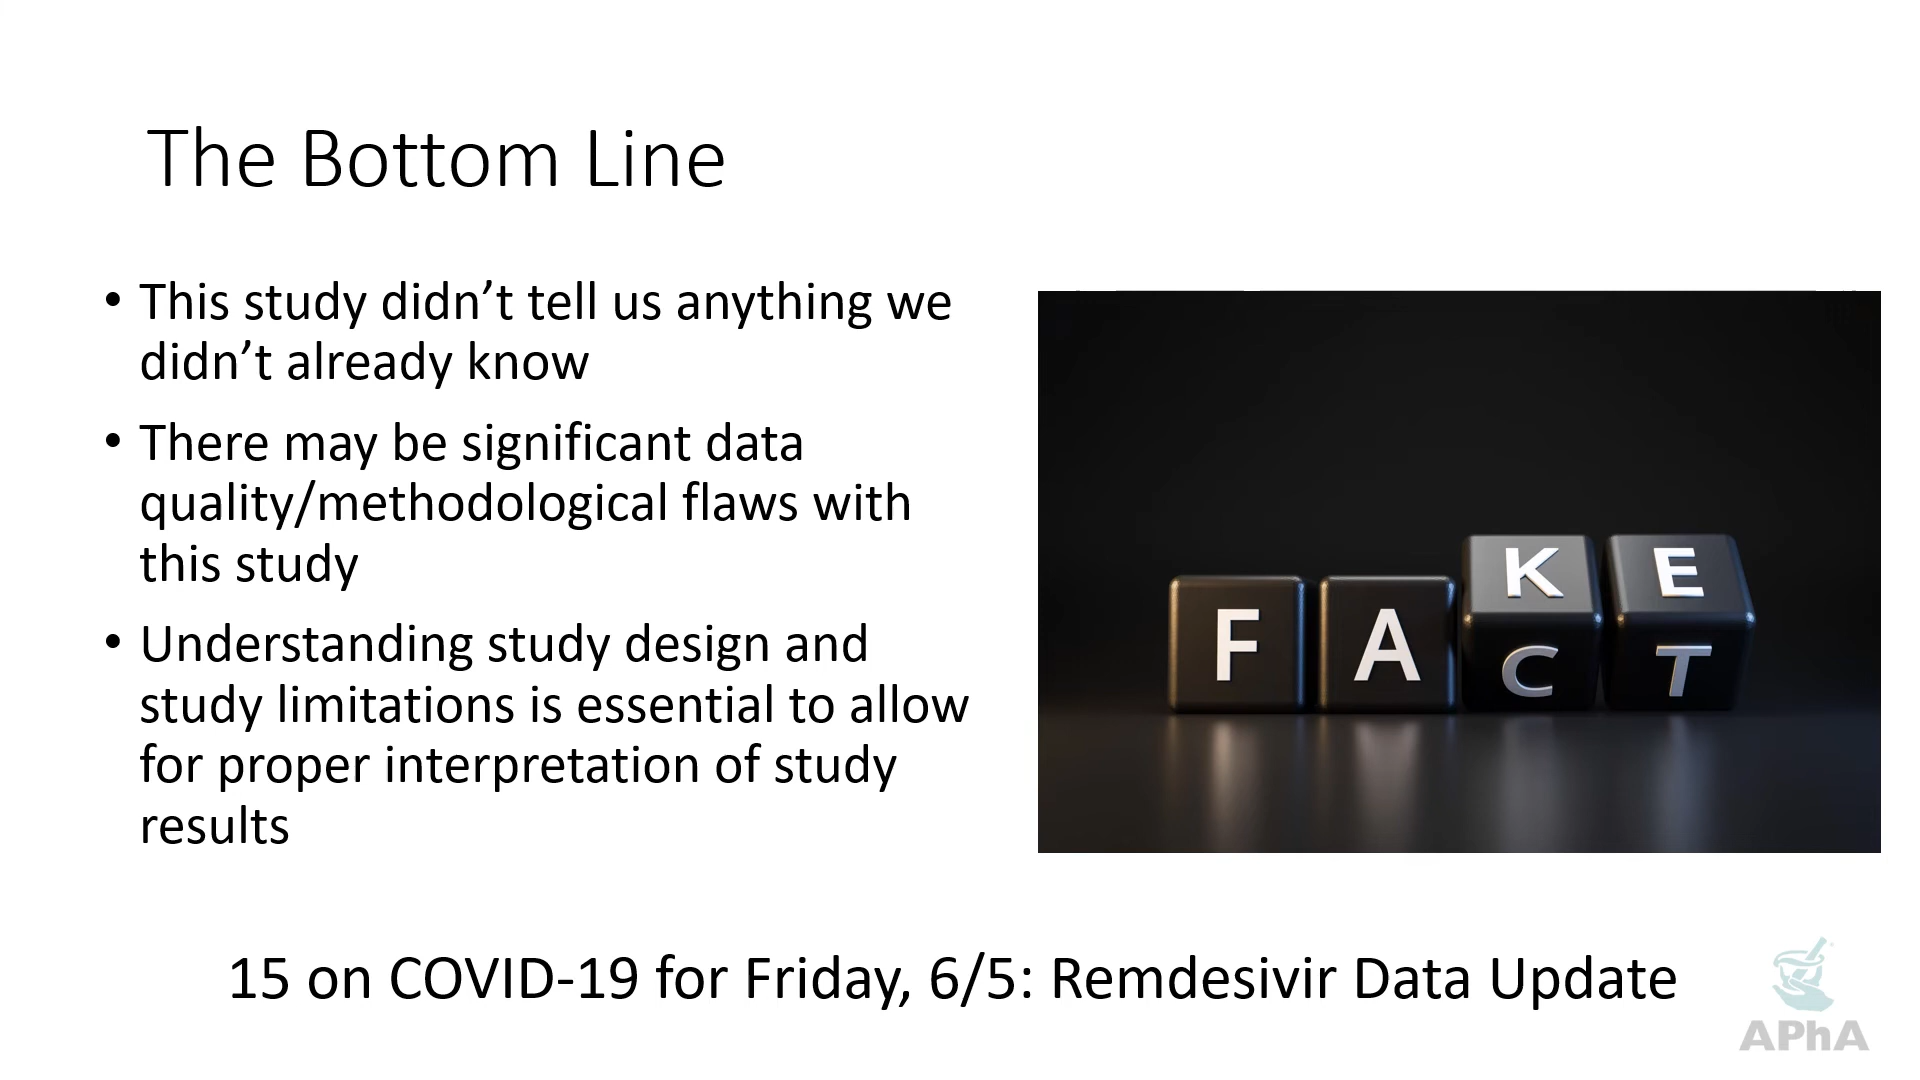 The Bottom Line
• This study didn’t tell us anything we
didn’t already know
• There may be significant data
quality/methodological flaws with
this study
• Understanding study design and
study limitations is essential to allow
for proper interpretation of study
results
K E
F A C T
15 on COVID-19 for Friday, 6/5: Remdesivir Data Update
APhA